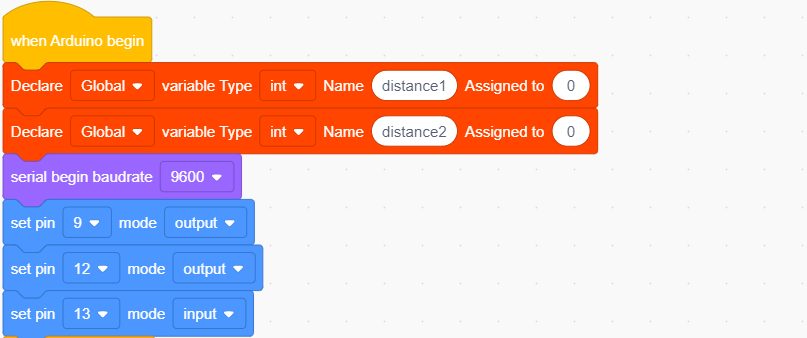 when Arduino begin
Declare Global variable Type int Name distance1 Assigned to 0
Declare Global variable Type int Name distance2 Assigned to 0
serial begin baudrate 9600
set pin 9 mode output
set pin 12 mode output
set pin 13 mode input